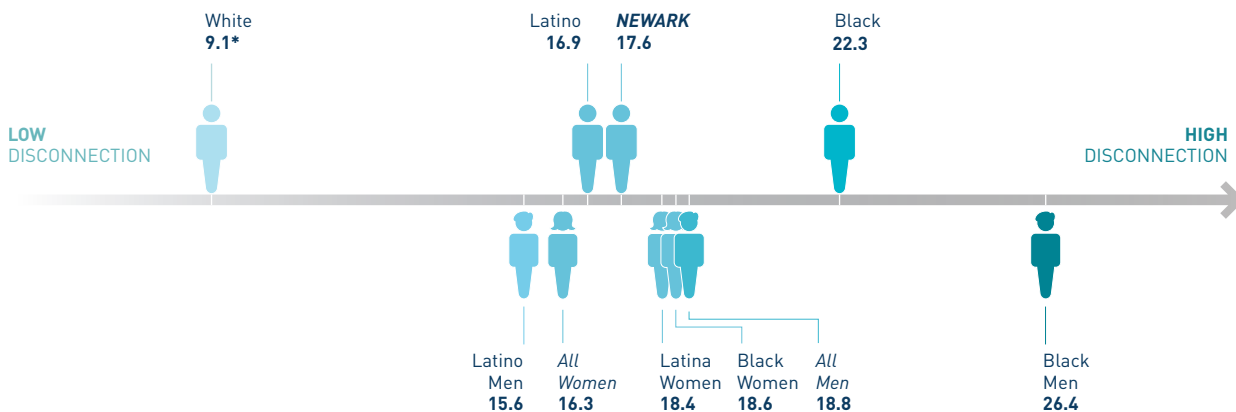 White
9.1*
Latino
16.9
NEWARK
17.6
Black
22.3
LOW
DISCONNECTION
HIGH
DISCONNECTION
Latino
Men
15.6
All
Women
16.3
Latina
Women
18.4
Black
Women
18.6
All
Men
18.8
Black
Men
26.4